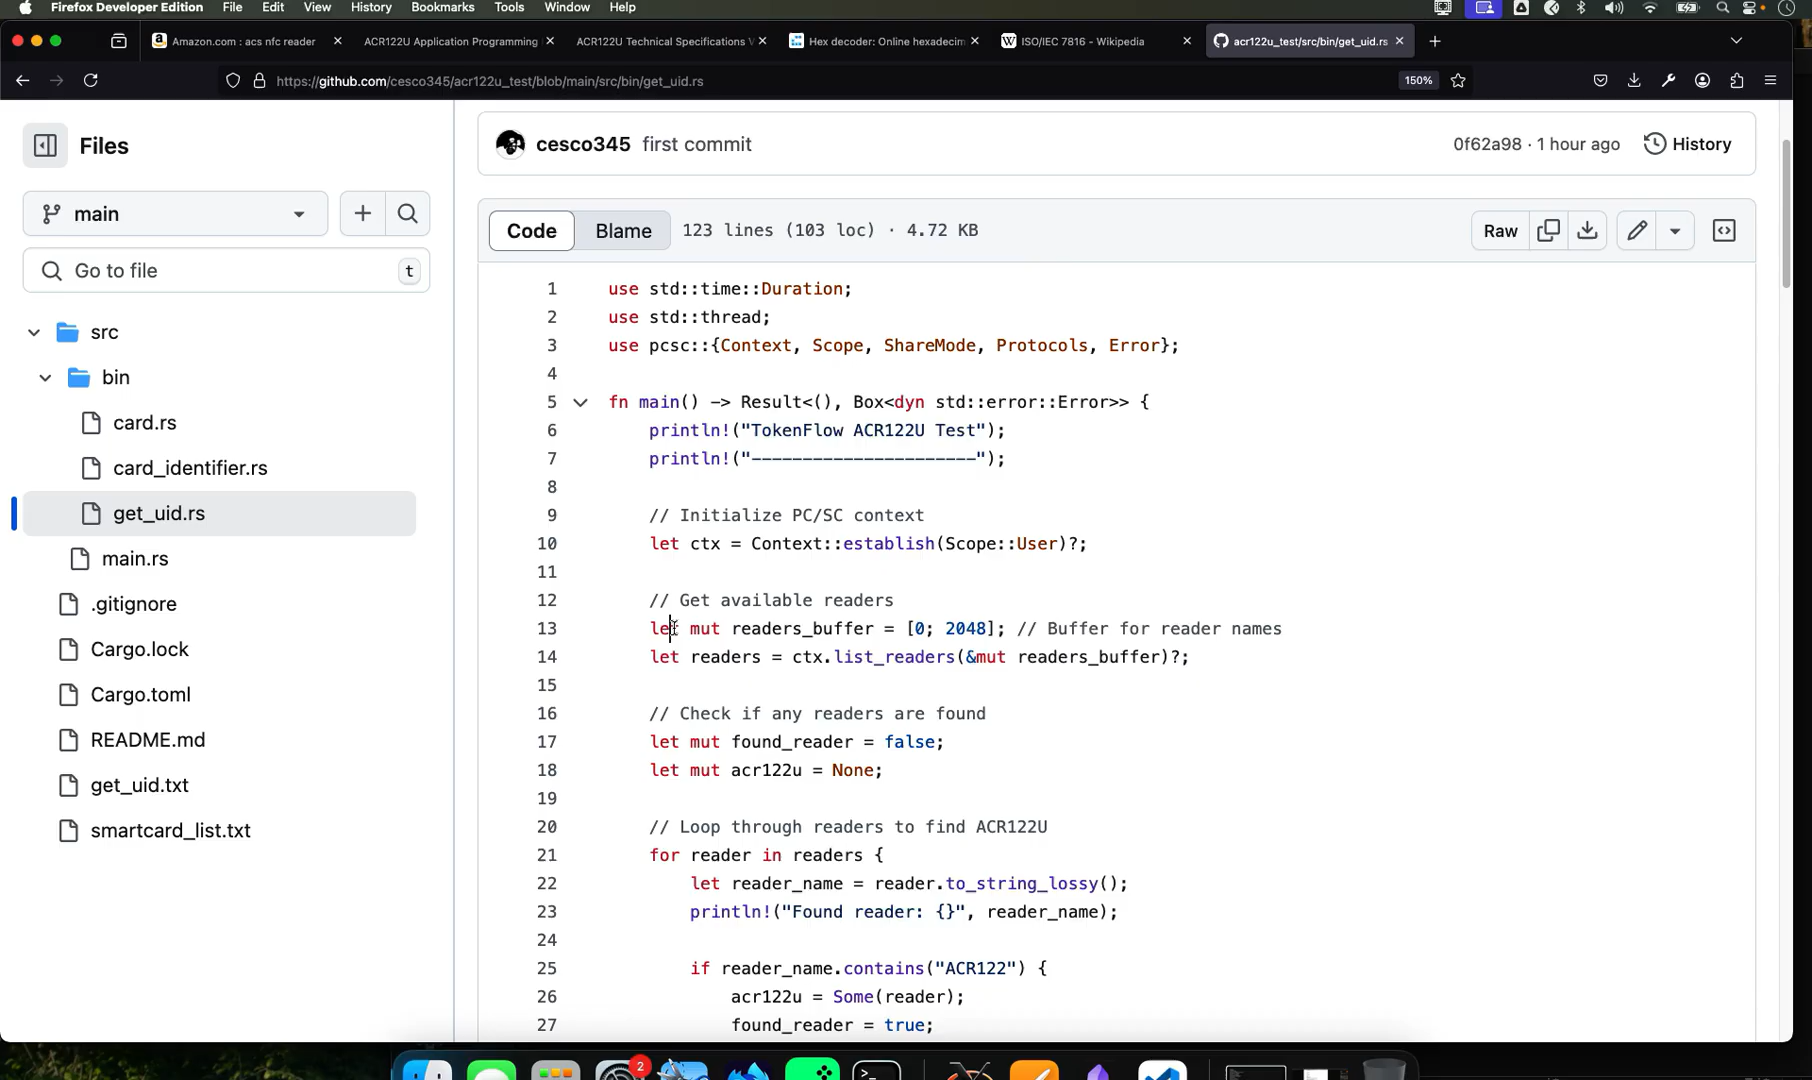 Firefox Developer Edition File Edit View History Bookmarks Tools Window Help
Amazon.com : acs nfc reader
ACR122U Application Programming
ACR122U Technical Specifications V
Hex decoder: Online hexadecim
ISO/IEC 7816 - Wikipedia
acr122u_test/src/bin/get_uid.rs
https://github.com/cesco345/acr122u_test/blob/main/src/bin/get_uid.rs
150%
Files
main
Go to file
t
src
bin
card.rs
card_identifier.rs
get_uid.rs
main.rs
.gitignore
Cargo.lock
Cargo.toml
README.md
get_uid.txt
smartcard_list.txt
cesco345 first commit
0f62a98 · 1 hour ago
History
Code Blame 123 lines (103 loc) · 4.72 KB
Raw
1 use std::time::Duration;
2 use std::thread;
3 use pcsc::{Context, Scope, ShareMode, Protocols, Error};
4
5 fn main() -> Result<(), Box<dyn std::error::Error>> {
6 println!("TokenFlow ACR122U Test");
7 println!("----------------------");
8
9 // Initialize PC/SC context
10 let ctx = Context::establish(Scope::User)?;
11
12 // Get available readers
13 let mut readers_buffer = [0; 2048]; // Buffer for reader names
14 let readers = ctx.list_readers(&mut readers_buffer)?;
15
16 // Check if any readers are found
17 let mut found_reader = false;
18 let mut acr122u = None;
19
20 // Loop through readers to find ACR122U
21 for reader in readers {
22 let reader_name = reader.to_string_lossy();
23 println!("Found reader: {}", reader_name);
24
25 if reader_name.contains("ACR122") {
26 acr122u = Some(reader);
27 found_reader = true;
2